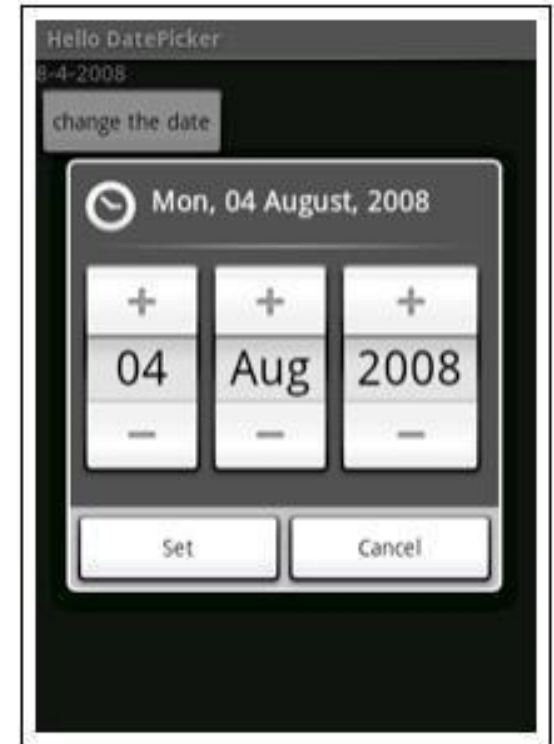 Hello DatePicker
8-4-2008
change the date
Mon, 04 August, 2008
+ + +
04 Aug 2008
− − −
Set Cancel